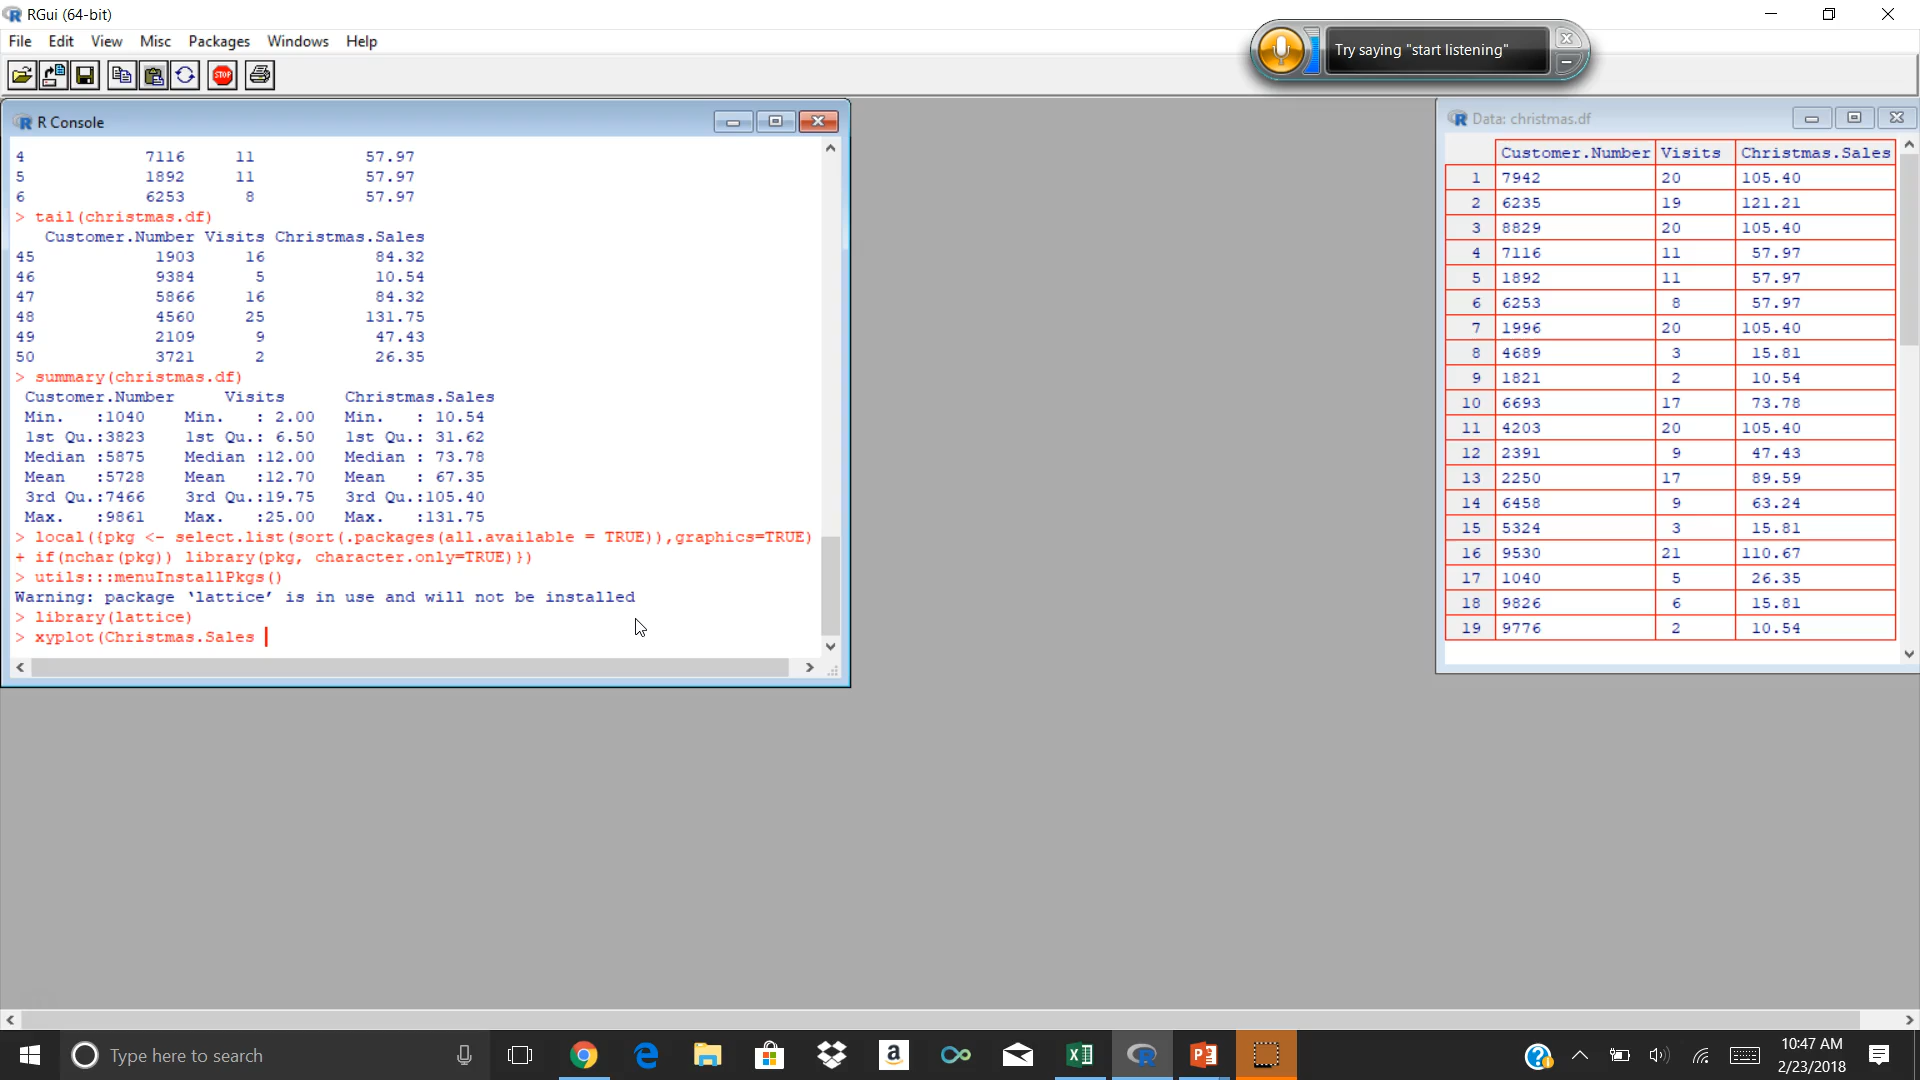 RGui (64-bit)
File Edit View Misc Packages Windows Help
STOP
Try saying "start listening"
R Console
4 7116 11 57.97
5 1892 11 57.97
6 6253 8 57.97
> tail(christmas.df)
Customer.Number Visits Christmas.Sales
45 1903 16 84.32
46 9384 5 10.54
47 5866 16 84.32
48 4560 25 131.75
49 2109 9 47.43
50 3721 2 26.35
> summary(christmas.df)
Customer.Number Visits Christmas.Sales
Min. :1040 Min. : 2.00 Min. : 10.54
1st Qu.:3823 1st Qu.: 6.50 1st Qu.: 31.62
Median :5875 Median :12.00 Median : 73.78
Mean :5728 Mean :12.70 Mean : 67.35
3rd Qu.:7466 3rd Qu.:19.75 3rd Qu.:105.40
Max. :9861 Max. :25.00 Max. :131.75
> local({pkg <- select.list(sort(.packages(all.available = TRUE)),graphics=TRUE)
+ if(nchar(pkg)) library(pkg, character.only=TRUE)})
> utils:::menuInstallPkgs()
Warning: package ‘lattice’ is in use and will not be installed
> library(lattice)
> xyplot(Christmas.Sales
Data: christmas.df
Customer.Number Visits Christmas.Sales
1 7942 20 105.40
2 6235 19 121.21
3 8829 20 105.40
4 7116 11 57.97
5 1892 11 57.97
6 6253 8 57.97
7 1996 20 105.40
8 4689 3 15.81
9 1821 2 10.54
10 6693 17 73.78
11 4203 20 105.40
12 2391 9 47.43
13 2250 17 89.59
14 6458 9 63.24
15 5324 3 15.81
16 9530 21 110.67
17 1040 5 26.35
18 9826 6 15.81
19 9776 2 10.54
Type here to search
10:47 AM
2/23/2018